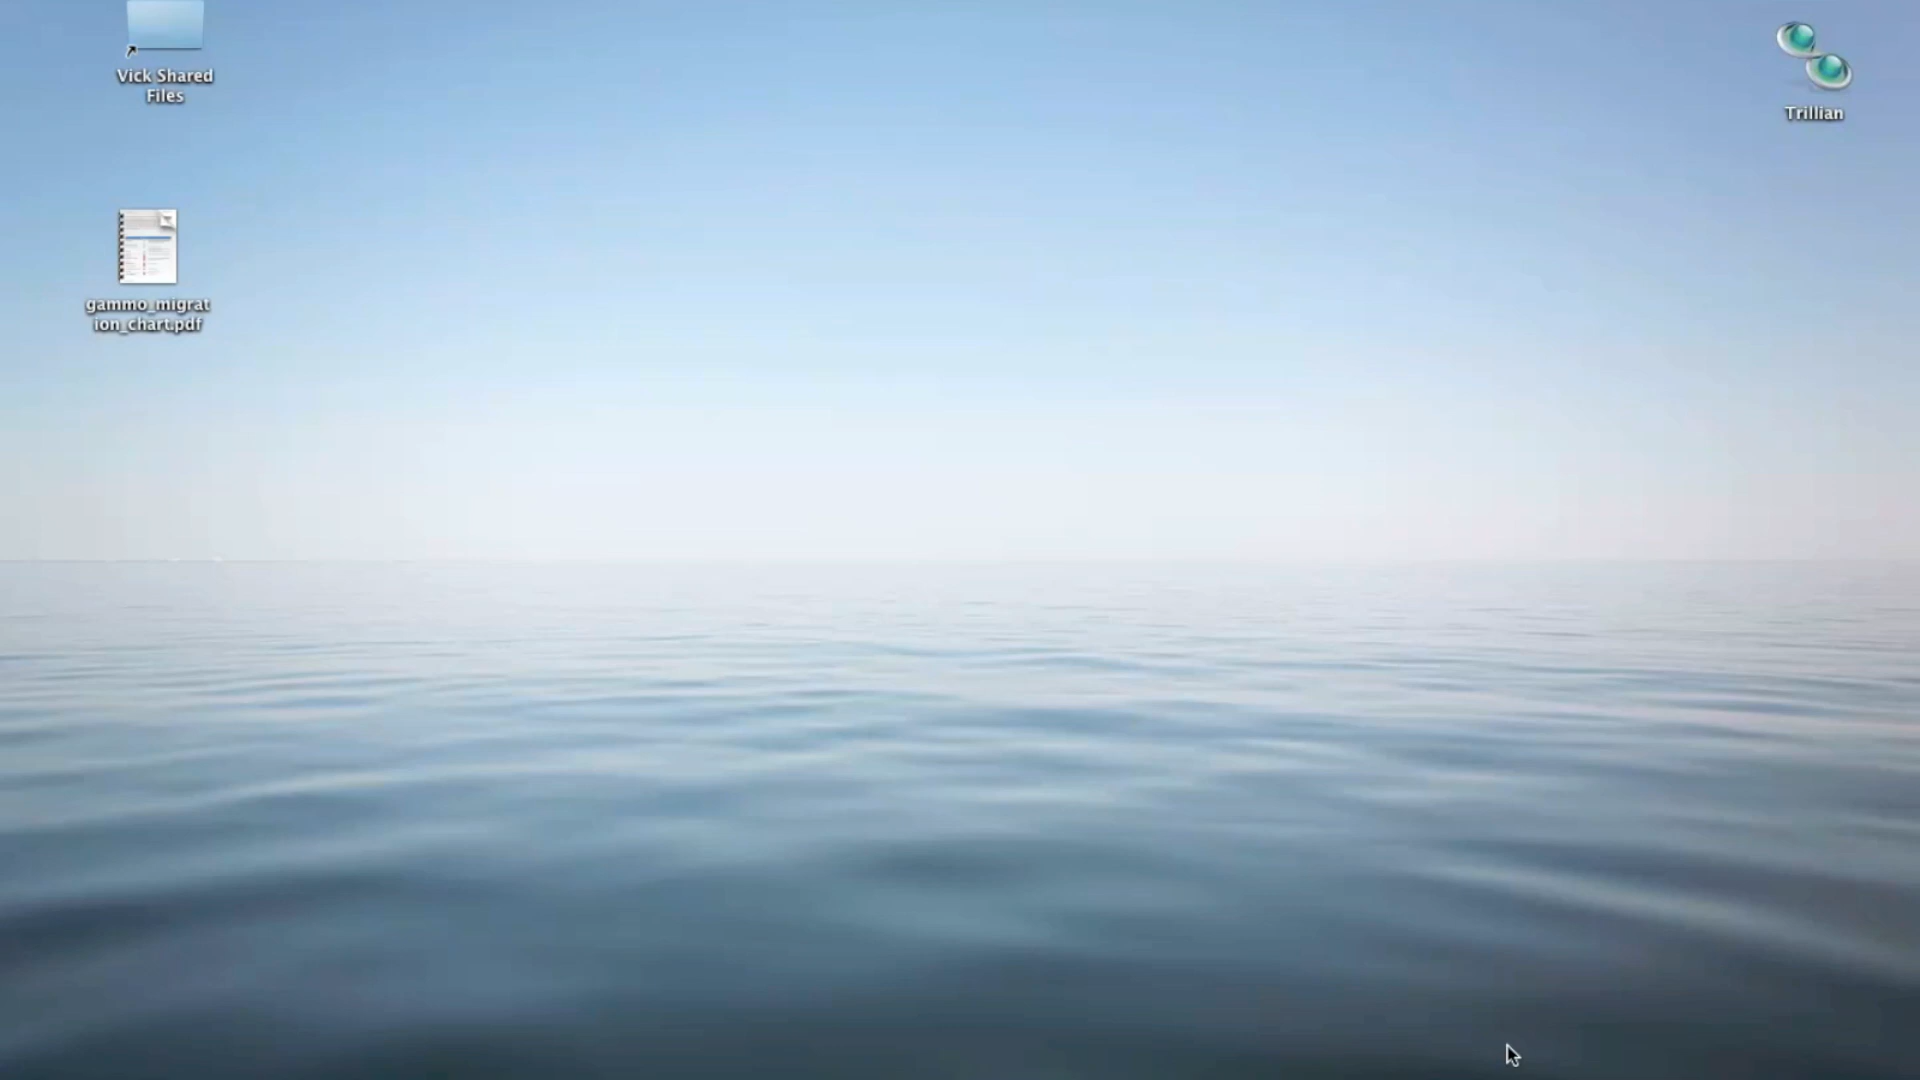 Vick Shared
Files
Trillian
gammo_migrat
ion_chart.pdf